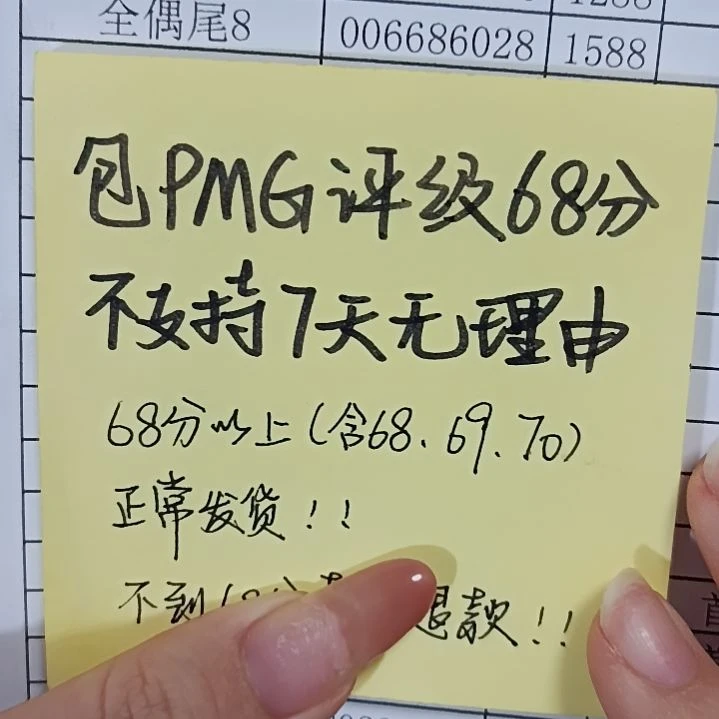 全偶尾8 006686028 1588
包PMG评级68分
不支持7天无理由
68分以上(含68、69、70)
正常发货!!
不到 退款!!